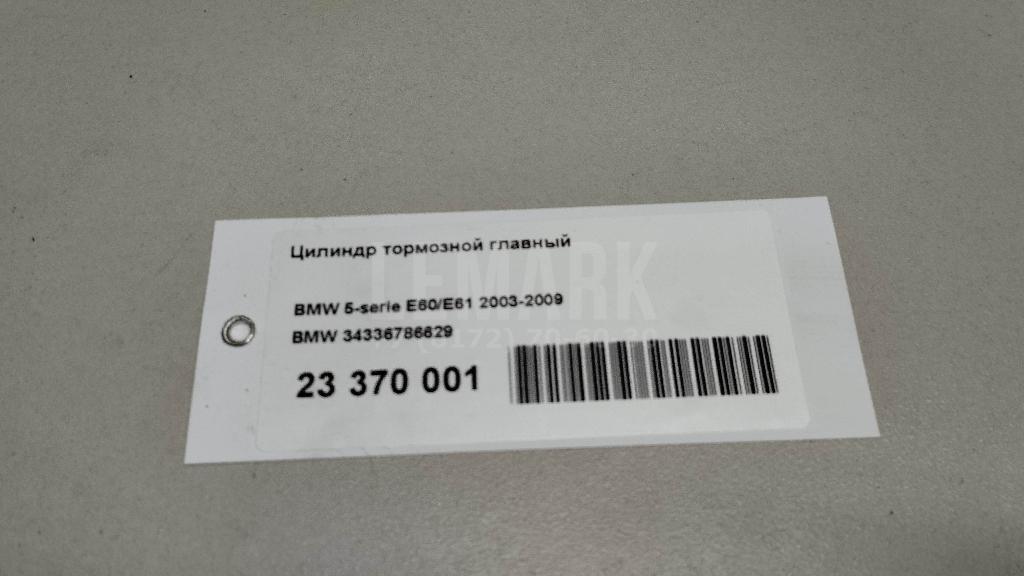 Цилиндр тормозной главный
LEMARK
BMW 5-serie E60/E61 2003-2009
BMW 34336786629
23 370 001